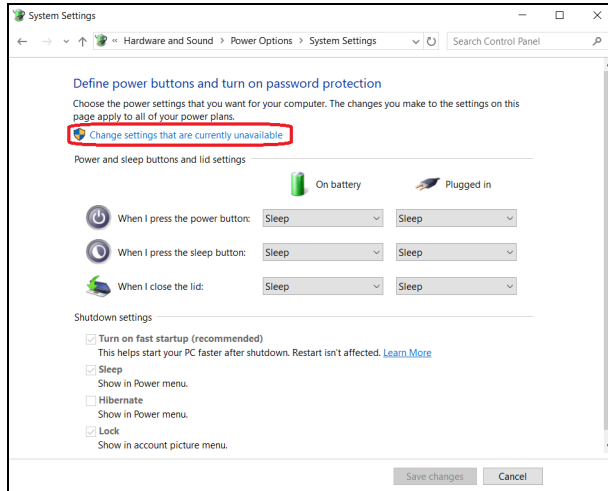 System Settings
« Hardware and Sound > Power Options > System Settings
Search Control Panel
Define power buttons and turn on password protection
Choose the power settings that you want for your computer. The changes you make to the settings on this
page apply to all of your power plans.
Change settings that are currently unavailable
Power and sleep buttons and lid settings
On battery Plugged in
When I press the power button: Sleep Sleep
When I press the sleep button: Sleep Sleep
When I close the lid: Sleep Sleep
Shutdown settings
Turn on fast startup (recommended)
This helps start your PC faster after shutdown. Restart isn't affected. Learn More
Sleep
Show in Power menu.
Hibernate
Show in Power menu.
Lock
Show in account picture menu.
Save changes Cancel